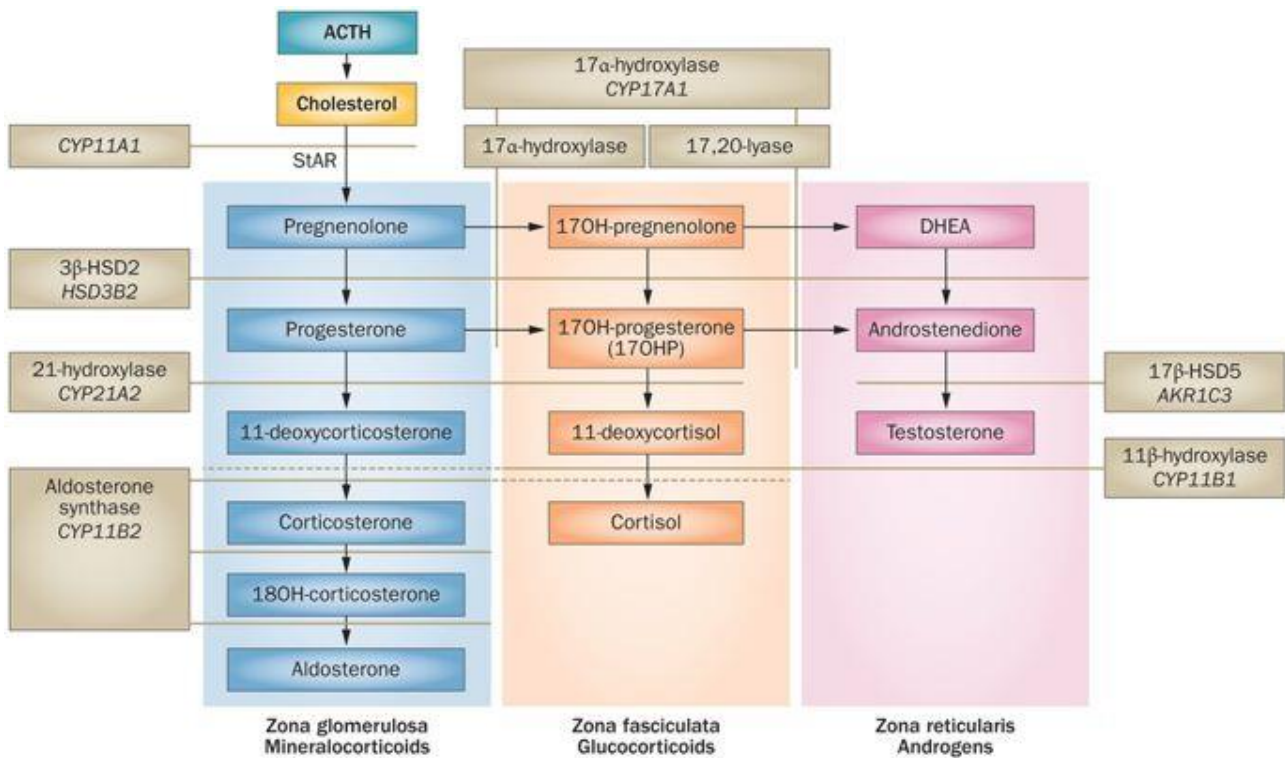 ACTH
17α-hydroxylase
CYP17A1
Cholesterol
CYP11A1
17α-hydroxylase
17,20-lyase
StAR
Pregnenolone
17OH-pregnenolone
DHEA
3β-HSD2
HSD3B2
Progesterone
17OH-progesterone
(17OHP)
Androstenedione
21-hydroxylase
CYP21A2
17β-HSD5
AKR1C3
11-deoxycorticosterone
11-deoxycortisol
Testosterone
11β-hydroxylase
CYP11B1
Aldosterone
synthase
CYP11B2
Corticosterone
Cortisol
18OH-corticosterone
Aldosterone
Zona glomerulosa
Mineralocorticoids
Zona fasciculata
Glucocorticoids
Zona reticularis
Androgens